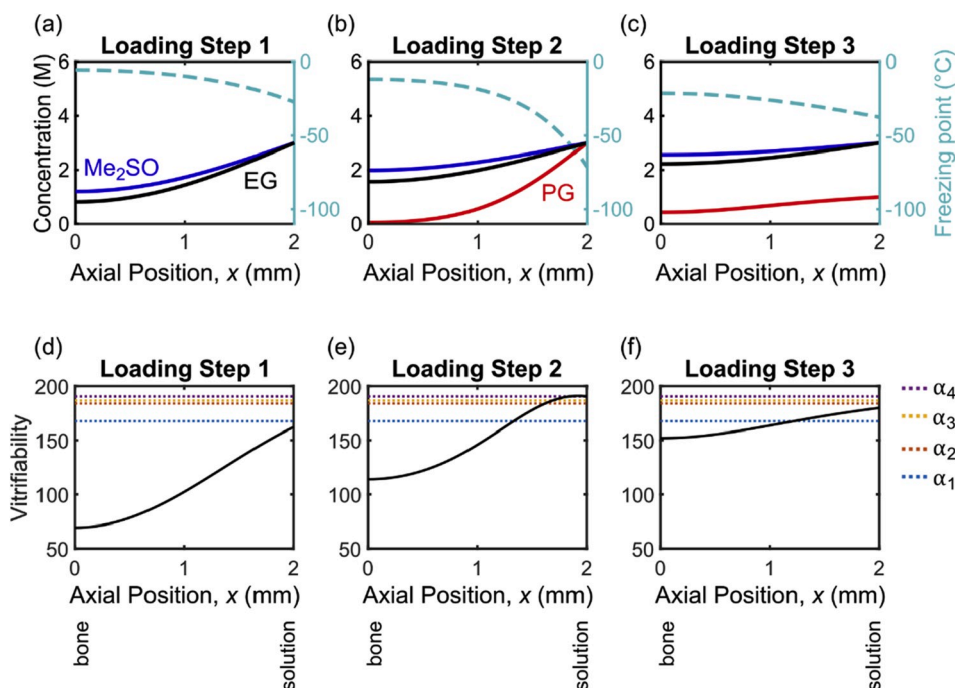 (a) (b) (c)
Loading Step 1 Loading Step 2 Loading Step 3
Concentration (M)
6 4 2 0
0 -50 -100
6 4 2 0
0 -50 -100
6 4 2 0
0 -50 -100
Freezing point (°C)
Me₂SO
EG
PG
0 1 2 0 1 2 0 1 2
Axial Position, x (mm) Axial Position, x (mm) Axial Position, x (mm)
(d) (e) (f)
Loading Step 1 Loading Step 2 Loading Step 3
Vitrifiability
200 150 100 50
200 150 100 50
200 150 100 50
α₄
α₃
α₂
α₁
0 1 2 0 1 2 0 1 2
Axial Position, x (mm) Axial Position, x (mm) Axial Position, x (mm)
bone solution bone solution bone solution